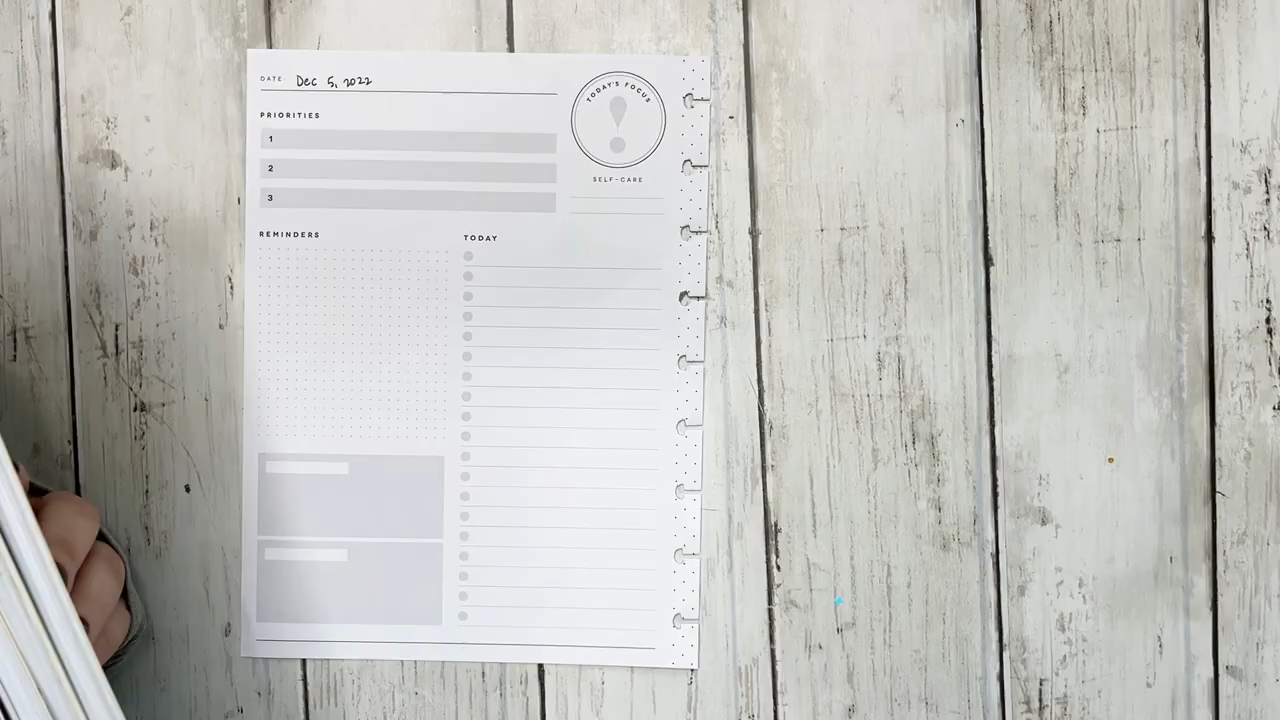 DATE: Dec 5, 2022
TODAY'S FOCUS
PRIORITIES
1
2
3
SELF-CARE
REMINDERS
TODAY